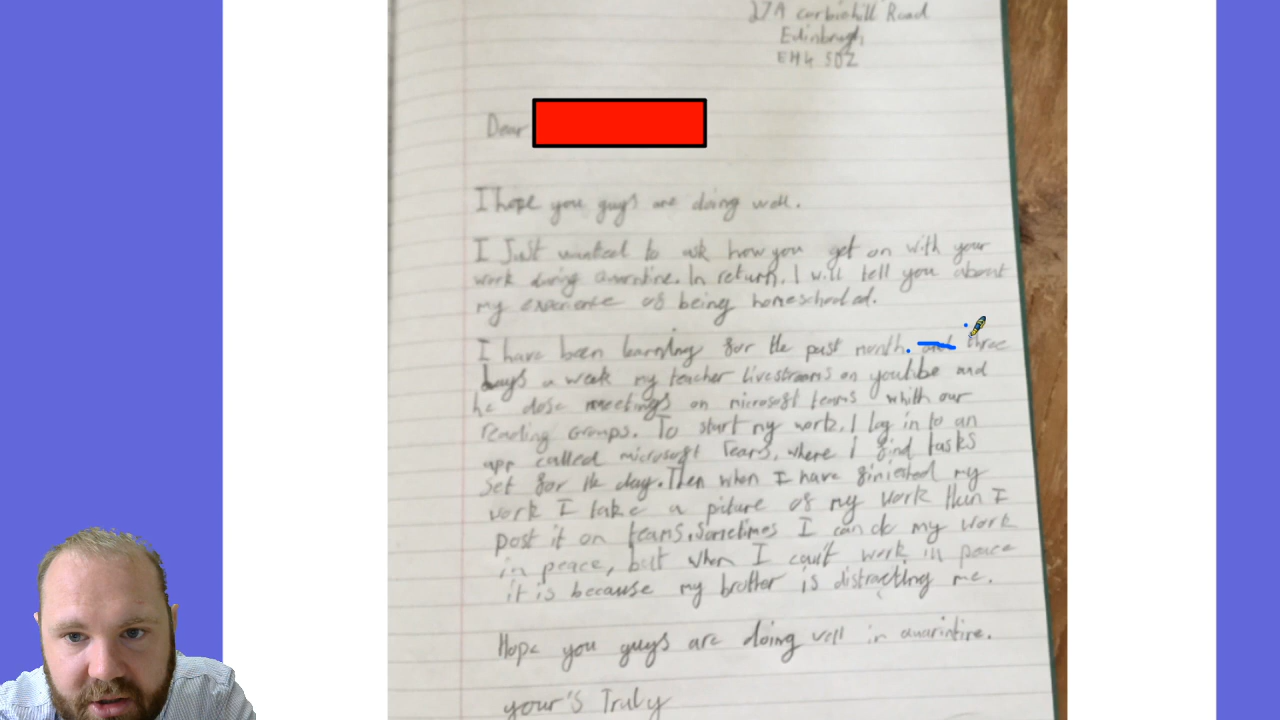 27A Corbiehill Road
Edinbrugh
EH4 5DZ
Dear
I hope you guys are doing well.
I Just wanted to ask how you get on with your
work during quarntine. In return, I will tell you about
my experience of being homeschooled.
I have been learning for the past month. and three
days a week my teacher livestreams on youtube and
he dose meetings on microsoft teams whith our
reading Groups. To start my work, I log in to an
app called microsoft Teams, where I find tasks
set for the day. Then when I have finished my
work I take a picture of my work then I
post it on teams. Sometimes I can do my work
in peace, but when I can't work in peace
it is because my brother is distracting me.
Hope you guys are doing well in quarintine.
your's Truly